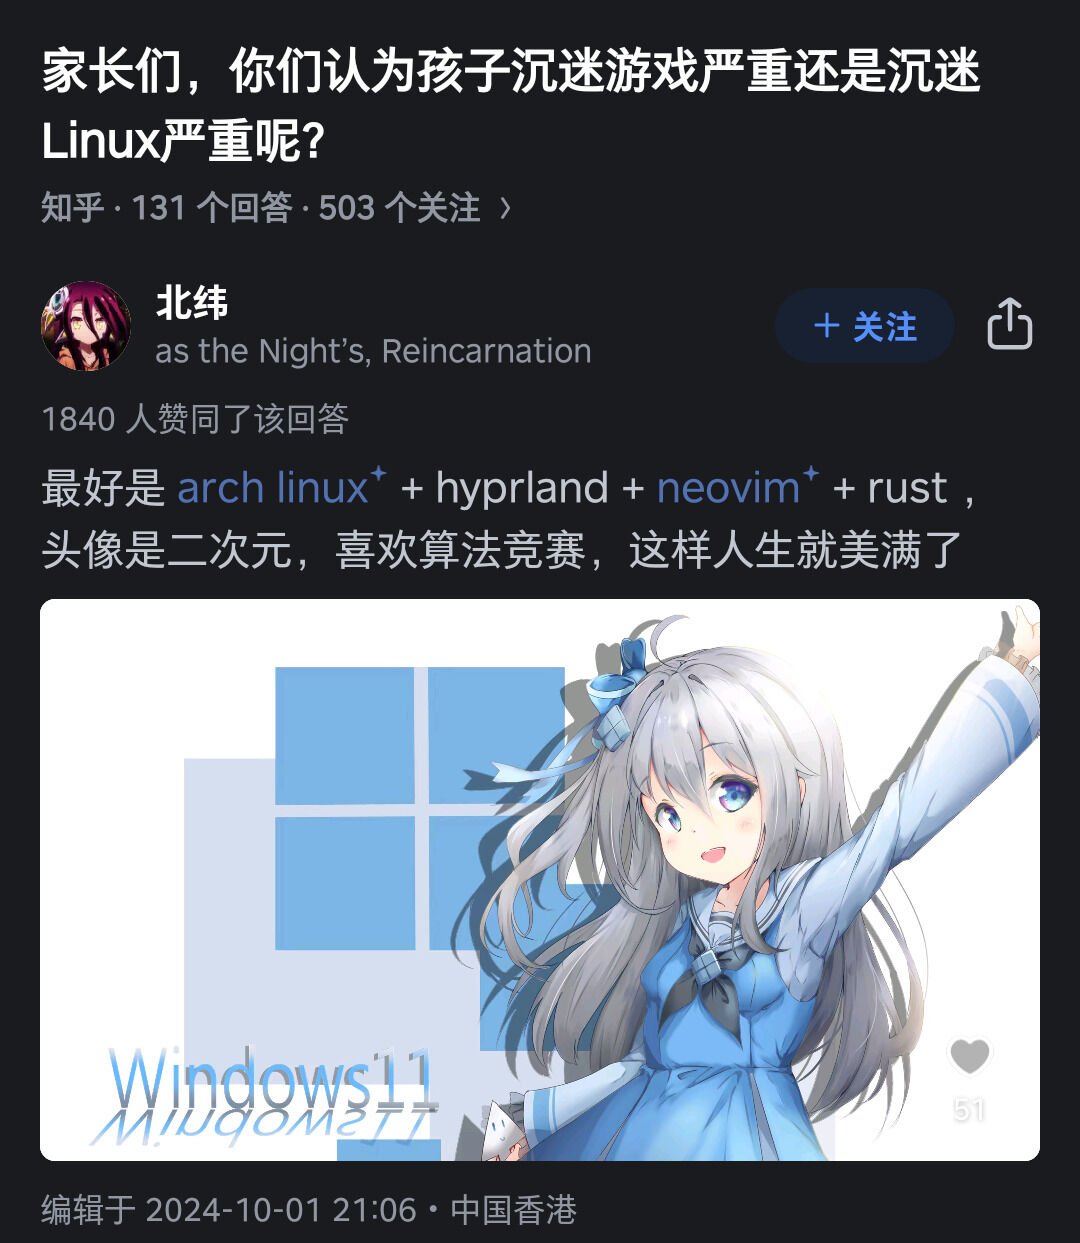 家长们，你们认为孩子沉迷游戏严重还是沉迷
Linux严重呢？
知乎 · 131 个回答 · 503 个关注 >
北纬
as the Night's, Reincarnation
+ 关注
1840 人赞同了该回答
最好是 arch linux + hyprland + neovim + rust，
头像是二次元，喜欢算法竞赛，这样人生就美满了
Windows11
Windows11
51
编辑于 2024-10-01 21:06 · 中国香港